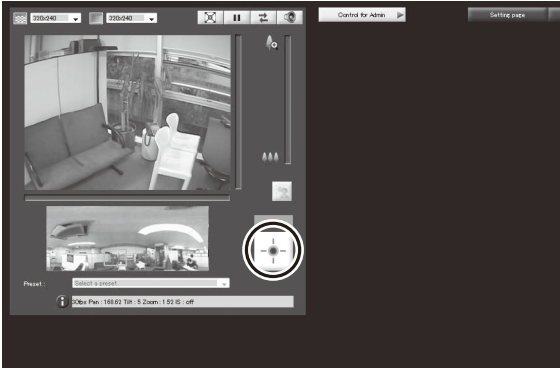 320x240 320x240 Control for Admin Setting page
Preset : Select a preset.
30fps Pan : 168.62 Tilt : 5 Zoom : 1.52 IS : off